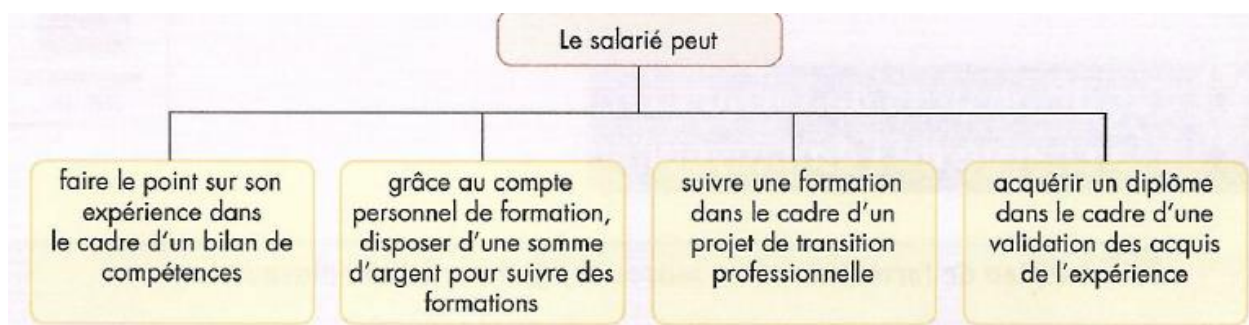 Le salarié peut
faire le point sur son
expérience dans
le cadre d'un bilan de
compétences
grâce au compte
personnel de formation,
disposer d'une somme
d'argent pour suivre des
formations
suivre une formation
dans le cadre d'un
projet de transition
professionnelle
acquérir un diplôme
dans le cadre d'une
validation des acquis
de l'expérience